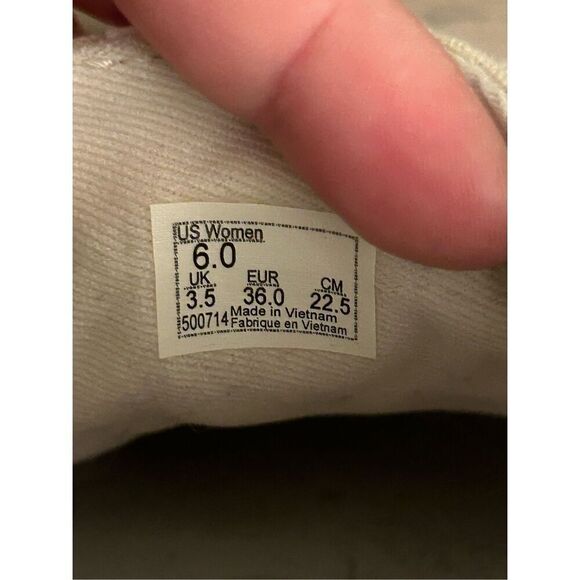 US Women
6.0
UK EUR CM
3.5 36.0 22.5
500714 Made in Vietnam
Fabrique en Vietnam